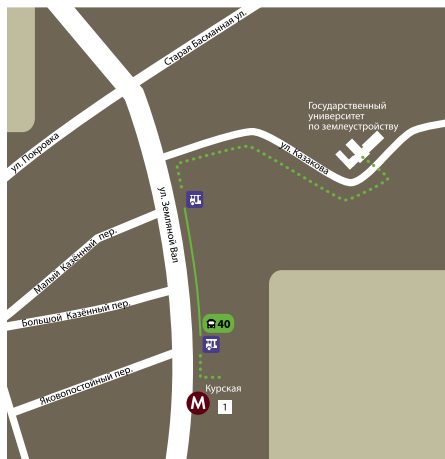 Старая Басманная ул.
ул. Покровка
Государственный
университет
по землеустройству
ул. Казакова
ул. Земляной Вал
Малый Казённый пер.
Большой Казённый пер.
40
Яковопостойный пер.
Курская
М
1